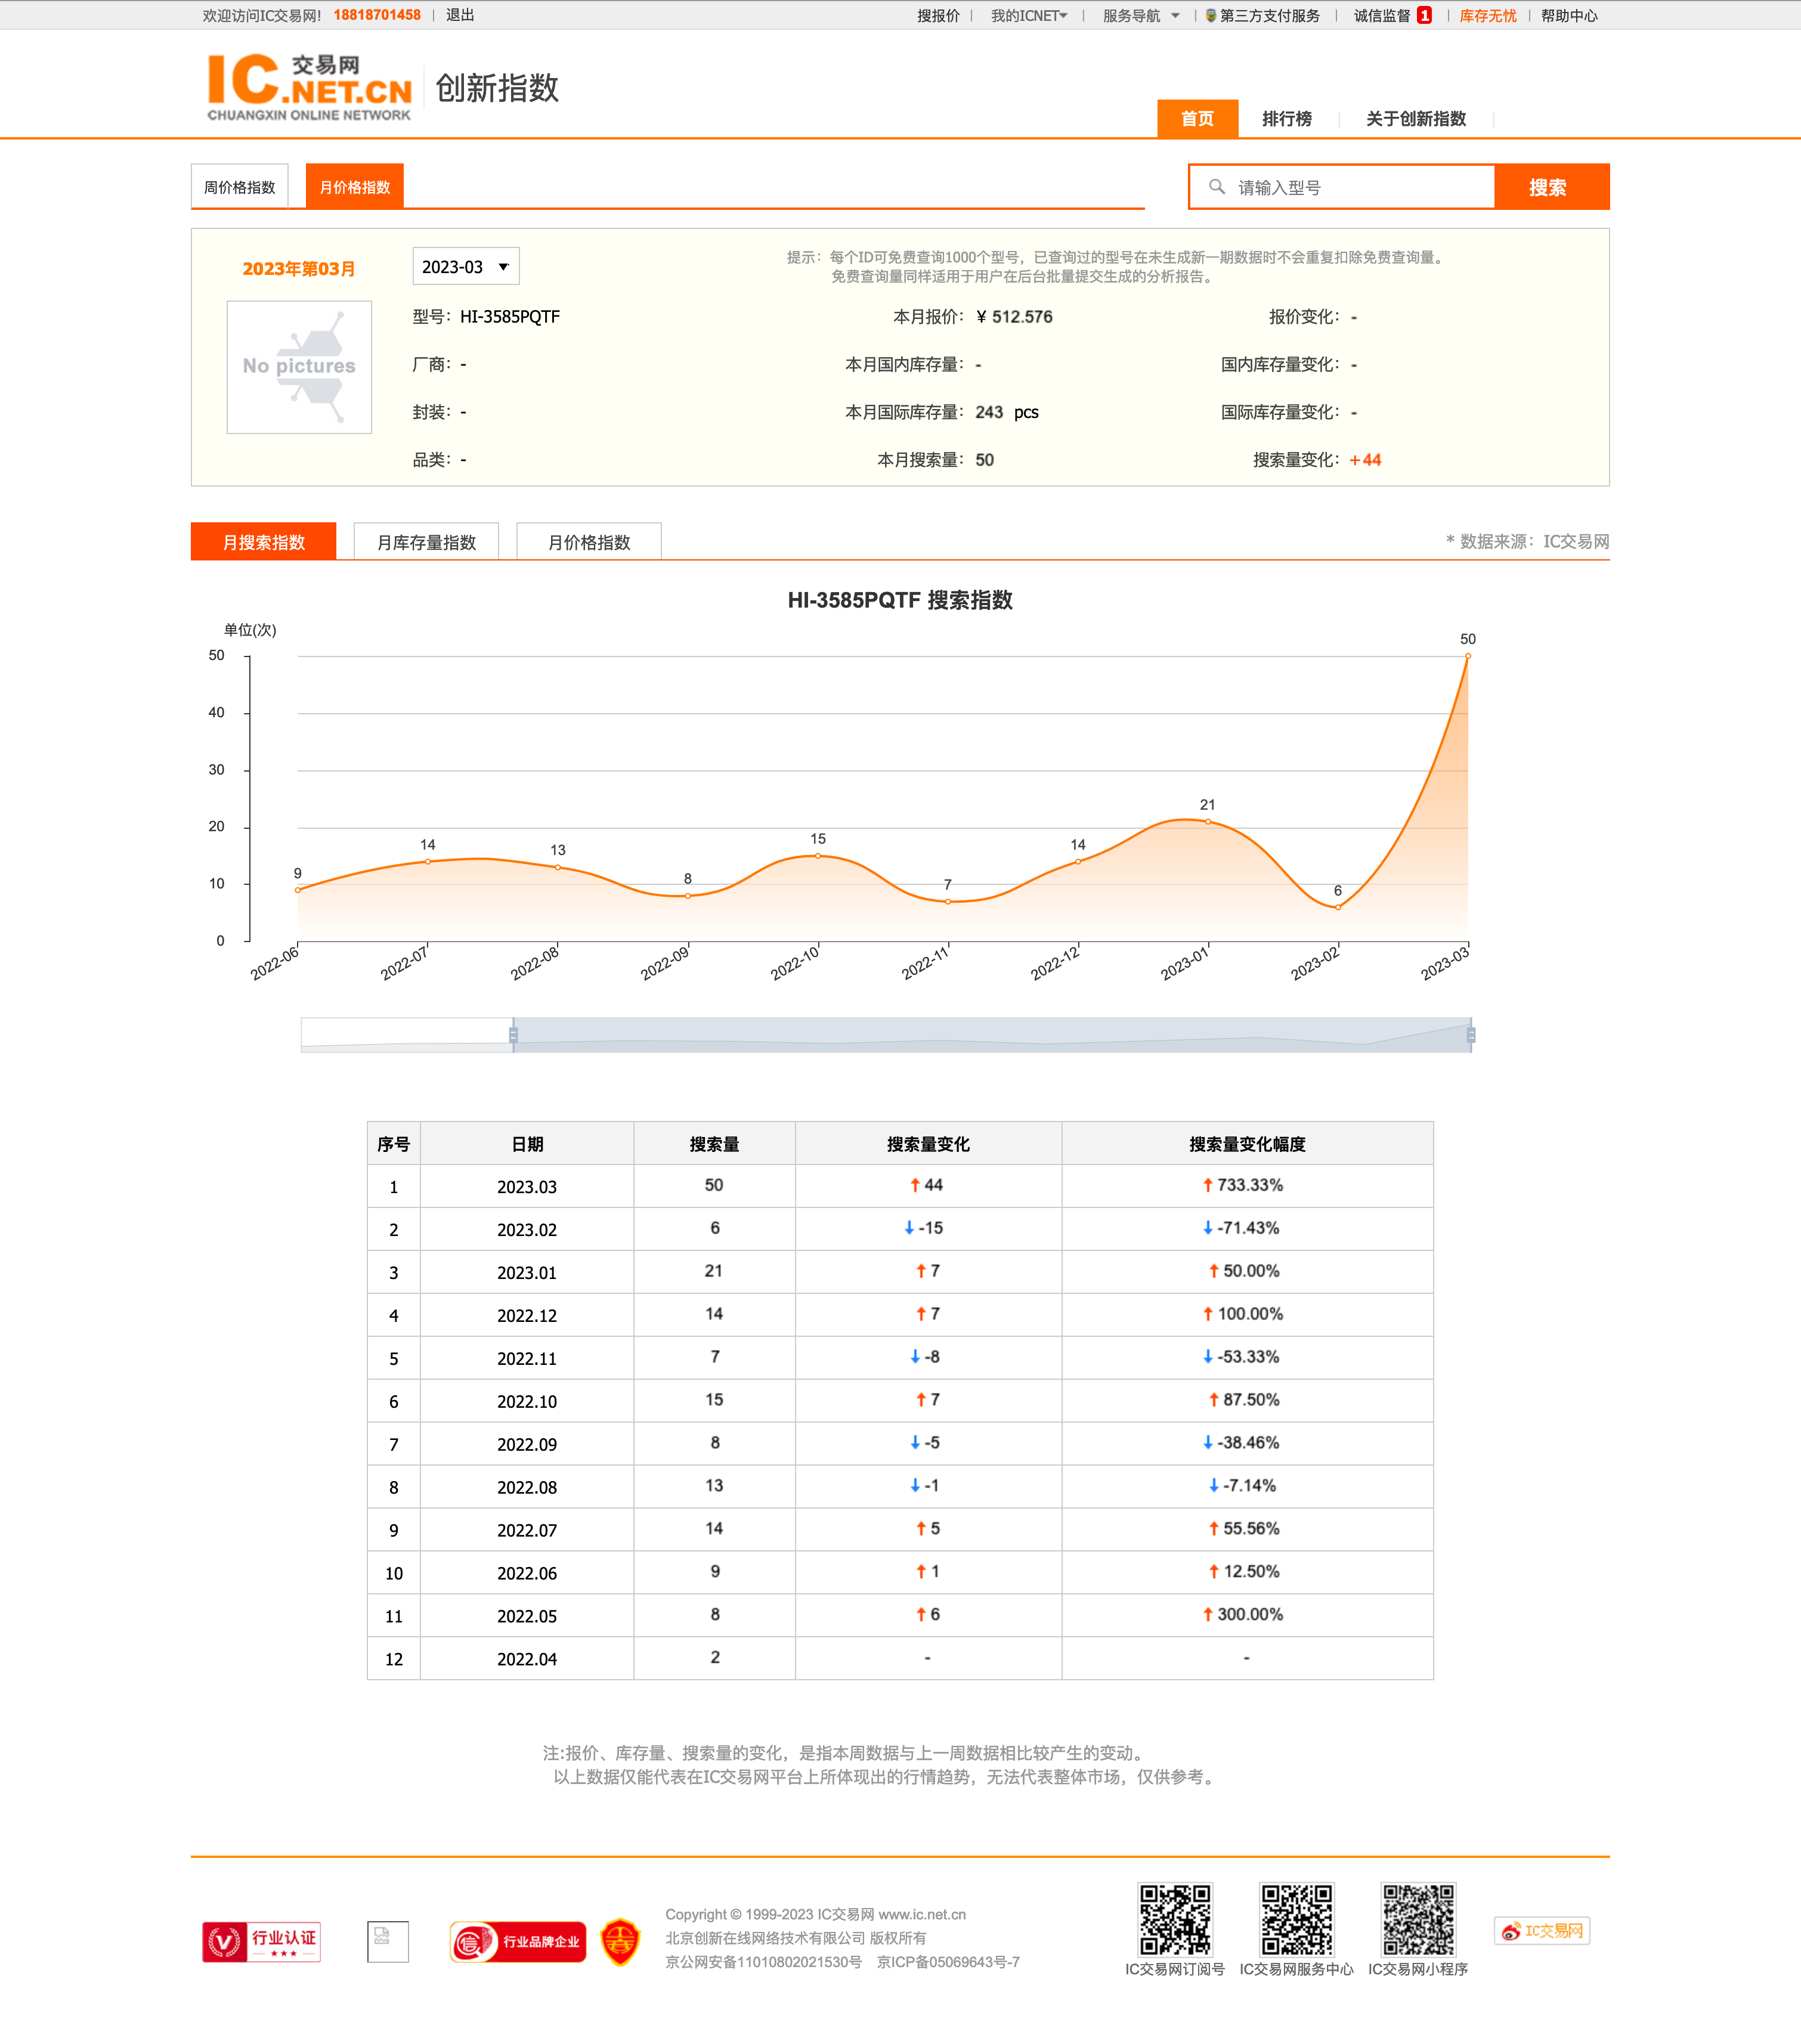 欢迎访问IC交易网! 18818701458 | 退出
搜报价 | 我的ICNET | 服务导航 | 第三方支付服务 | 诚信监督 1 | 库存无忧 | 帮助中心
IC.NET.CN 交易网
CHUANGXIN ONLINE NETWORK
创新指数
首页 排行榜 关于创新指数
周价格指数 月价格指数
请输入型号 搜索
2023年第03月 2023-03
提示：每个ID可免费查询1000个型号，已查询过的型号在未生成新一期数据时不会重复扣除免费查询量。
免费查询量同样适用于用户在后台批量提交生成的分析报告。
No pictures
型号：HI-3585PQTF 本月报价：¥ 512.576 报价变化：-
厂商：- 本月国内库存量：- 国内库存量变化：-
封装：- 本月国际库存量：243 pcs 国际库存量变化：-
品类：- 本月搜索量：50 搜索量变化：+44
月搜索指数 月库存量指数 月价格指数 * 数据来源：IC交易网
HI-3585PQTF 搜索指数
单位(次)
50
40
30
20
10
0
9 14 13 8 15 7 14 21 6 50
2022-06 2022-07 2022-08 2022-09 2022-10 2022-11 2022-12 2023-01 2023-02 2023-03
序号 日期 搜索量 搜索量变化 搜索量变化幅度
1 2023.03 50 ↑ 44 ↑ 733.33%
2 2023.02 6 ↓ -15 ↓ -71.43%
3 2023.01 21 ↑ 7 ↑ 50.00%
4 2022.12 14 ↑ 7 ↑ 100.00%
5 2022.11 7 ↓ -8 ↓ -53.33%
6 2022.10 15 ↑ 7 ↑ 87.50%
7 2022.09 8 ↓ -5 ↓ -38.46%
8 2022.08 13 ↓ -1 ↓ -7.14%
9 2022.07 14 ↑ 5 ↑ 55.56%
10 2022.06 9 ↑ 1 ↑ 12.50%
11 2022.05 8 ↑ 6 ↑ 300.00%
12 2022.04 2 - -
注:报价、库存量、搜索量的变化，是指本周数据与上一周数据相比较产生的变动。
以上数据仅能代表在IC交易网平台上所体现出的行情趋势，无法代表整体市场，仅供参考。
行业认证
信 行业品牌企业
Copyright © 1999-2023 IC交易网 www.ic.net.cn
北京创新在线网络技术有限公司 版权所有
京公网安备11010802021530号 京ICP备05069643号-7
IC交易网订阅号 IC交易网服务中心 IC交易网小程序
IC交易网